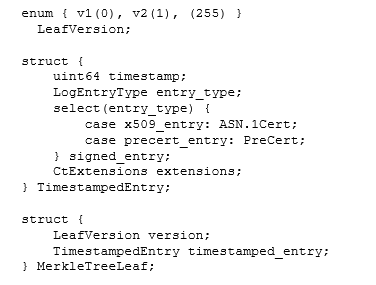 enum { v1(0), v2(1), (255) }
  LeafVersion;

struct {
    uint64 timestamp;
    LogEntryType entry_type;
    select(entry_type) {
        case x509_entry: ASN.1Cert;
        case precert_entry: PreCert;
    } signed_entry;
    CtExtensions extensions;
} TimestampedEntry;

struct {
    LeafVersion version;
    TimestampedEntry timestamped_entry;
} MerkleTreeLeaf;